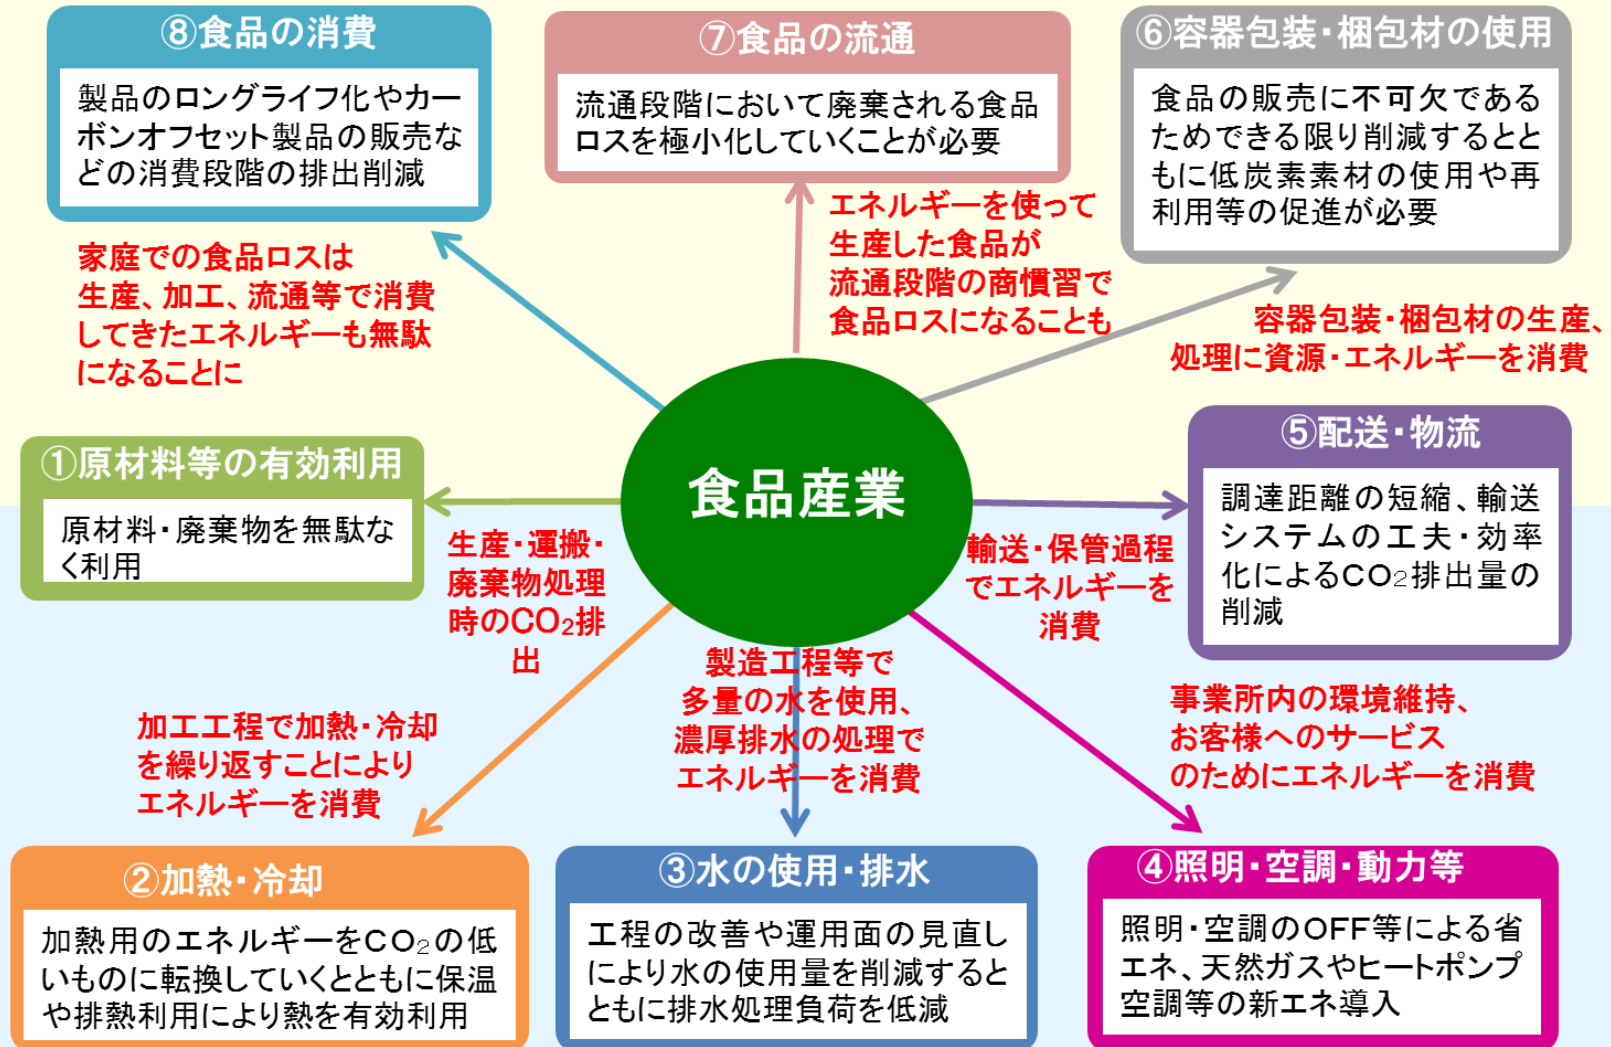 ⑧食品の消費
製品のロングライフ化やカー
ボンオフセット製品の販売な
どの消費段階の排出削減
⑦食品の流通
流通段階において廃棄される食品
ロスを極小化していくことが必要
⑥容器包装・梱包材の使用
食品の販売に不可欠である
ためできる限り削減するとと
もに低炭素素材の使用や再
利用等の促進が必要
家庭での食品ロスは
生産、加工、流通等で消費
してきたエネルギーも無駄
になることに
エネルギーを使って
生産した食品が
流通段階の商慣習で
食品ロスになることも
容器包装・梱包材の生産、
処理に資源・エネルギーを消費
①原材料等の有効利用
原材料・廃棄物を無駄な
く利用
食品産業
⑤配送・物流
調達距離の短縮、輸送
システムの工夫・効率
化によるCO₂排出量の
削減
生産・運搬・
廃棄物処理
時のCO₂排
出
輸送・保管過程
でエネルギーを
消費
加工工程で加熱・冷却
を繰り返すことにより
エネルギーを消費
製造工程等で
多量の水を使用、
濃厚排水の処理で
エネルギーを消費
事業所内の環境維持、
お客様へのサービス
のためにエネルギーを消費
②加熱・冷却
加熱用のエネルギーをCO₂の低
いものに転換していくとともに保温
や排熱利用により熱を有効利用
③水の使用・排水
工程の改善や運用面の見直し
により水の使用量を削減すると
ともに排水処理負荷を低減
④照明・空調・動力等
照明・空調のOFF等による省
エネ、天然ガスやヒートポンプ
空調等の新エネ導入